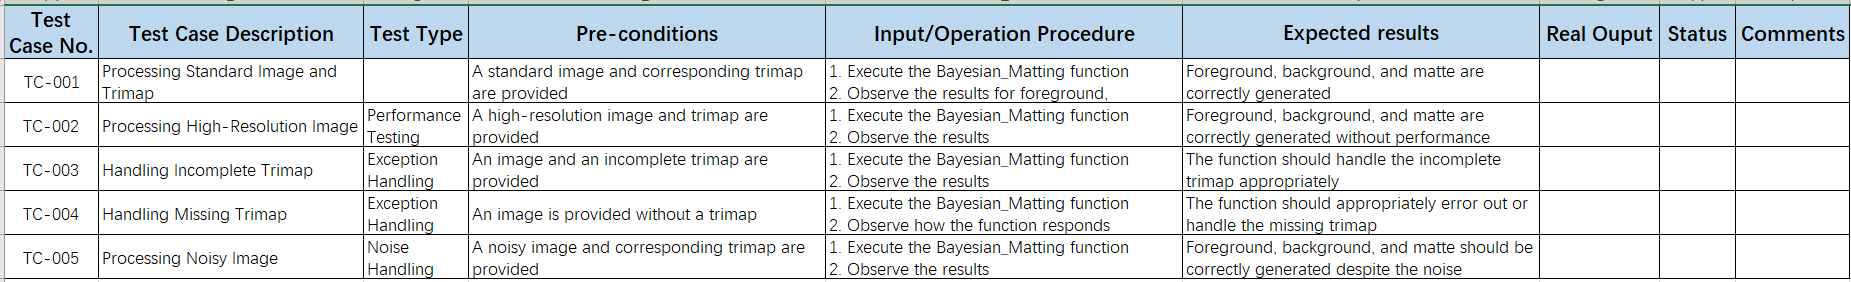 Test
Case No.
Test Case Description
Test Type
Pre-conditions
Input/Operation Procedure
Expected results
Real Ouput
Status
Comments
TC-001
Processing Standard Image and
Trimap
A standard image and corresponding trimap
are provided
1. Execute the Bayesian_Matting function
2. Observe the results for foreground,
Foreground, background, and matte are
correctly generated
TC-002
Processing High-Resolution Image
Performance
Testing
A high-resolution image and trimap are
provided
1. Execute the Bayesian_Matting function
2. Observe the results
Foreground, background, and matte are
correctly generated without performance
TC-003
Handling Incomplete Trimap
Exception
Handling
An image and an incomplete trimap are
provided
1. Execute the Bayesian_Matting function
2. Observe the results
The function should handle the incomplete
trimap appropriately
TC-004
Handling Missing Trimap
Exception
Handling
An image is provided without a trimap
1. Execute the Bayesian_Matting function
2. Observe how the function responds
The function should appropriately error out or
handle the missing trimap
TC-005
Processing Noisy Image
Noise
Handling
A noisy image and corresponding trimap are
provided
1. Execute the Bayesian_Matting function
2. Observe the results
Foreground, background, and matte should be
correctly generated despite the noise